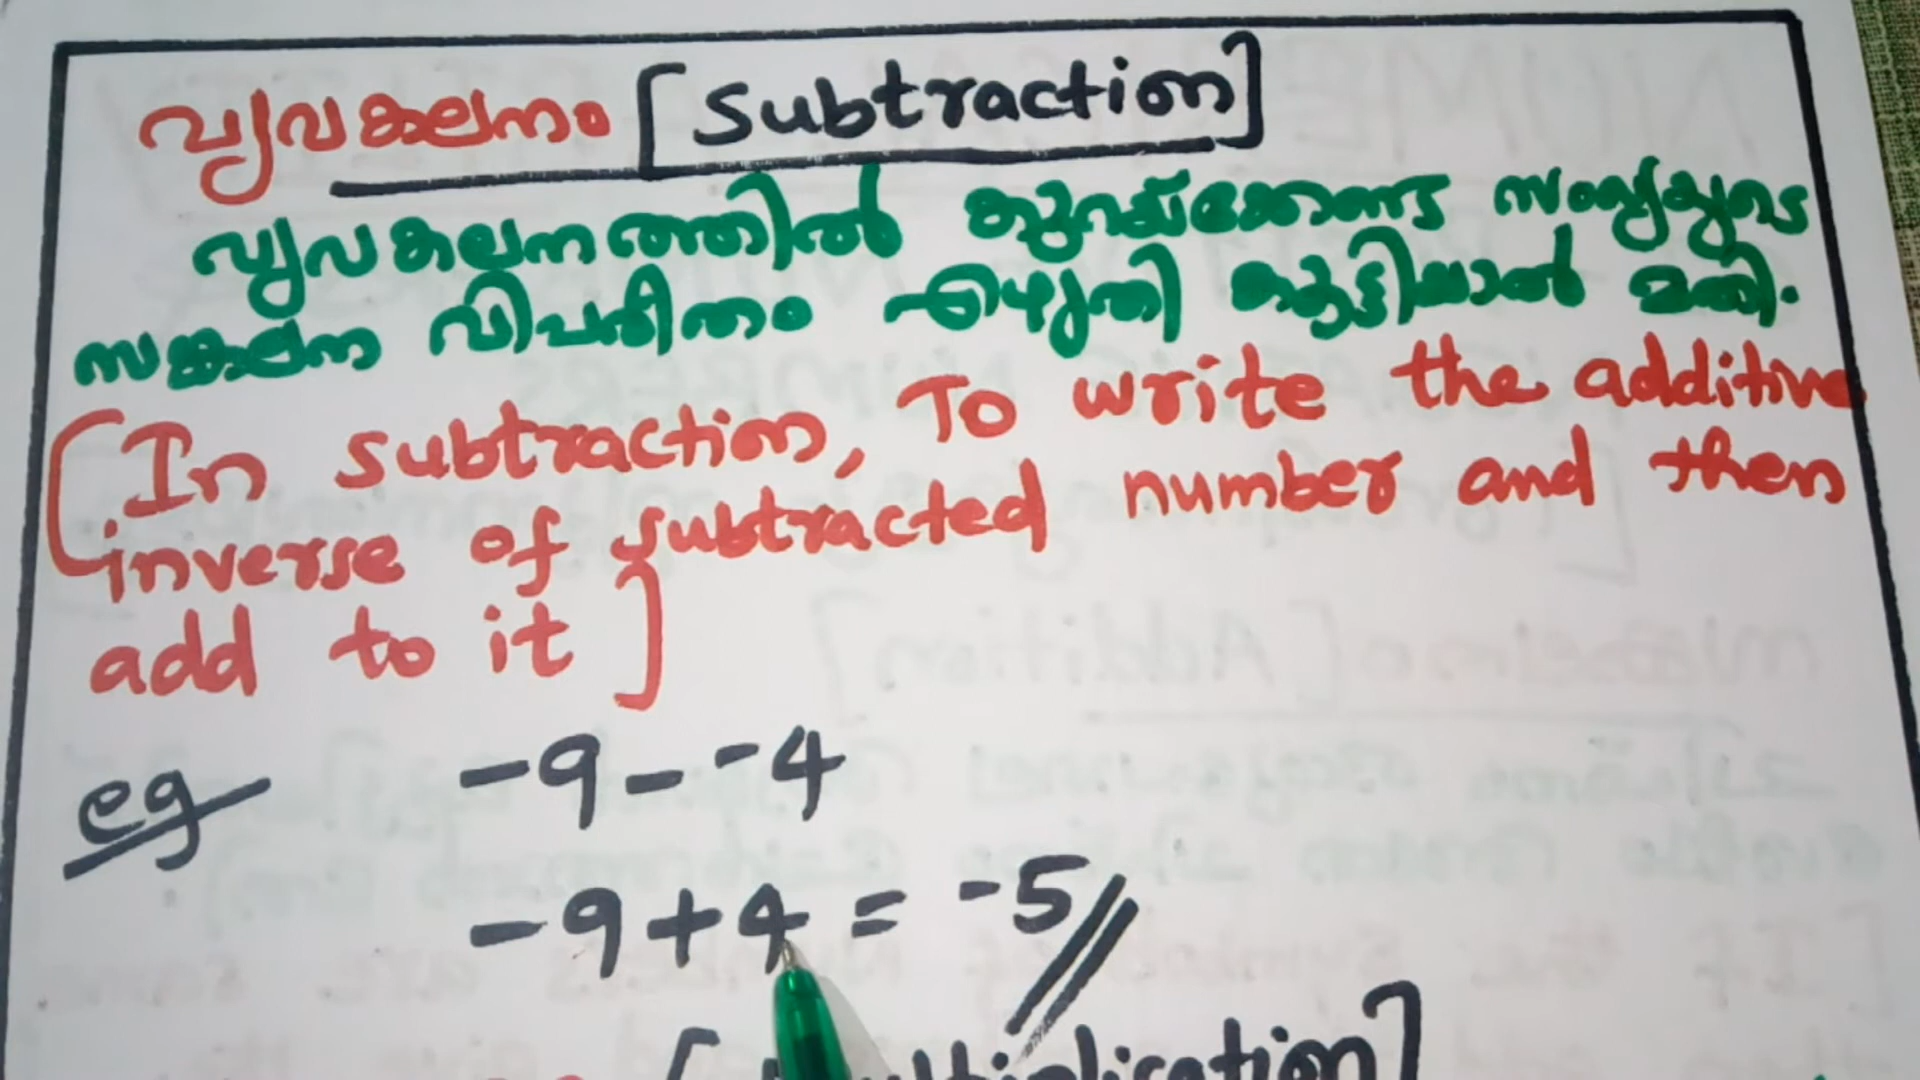 വ്യവകലനം [Subtraction]
വ്യവകലനത്തിൽ കുറയ്ക്കേണ്ട സംഖ്യയുടെ
സങ്കലന വിപരീതം എഴുതി കൂട്ടിയാൽ മതി.
[In subtraction, To write the additive
inverse of subtracted number and then
add to it]
eg -9 - -4
-9+4 = -5
[Multiplication]